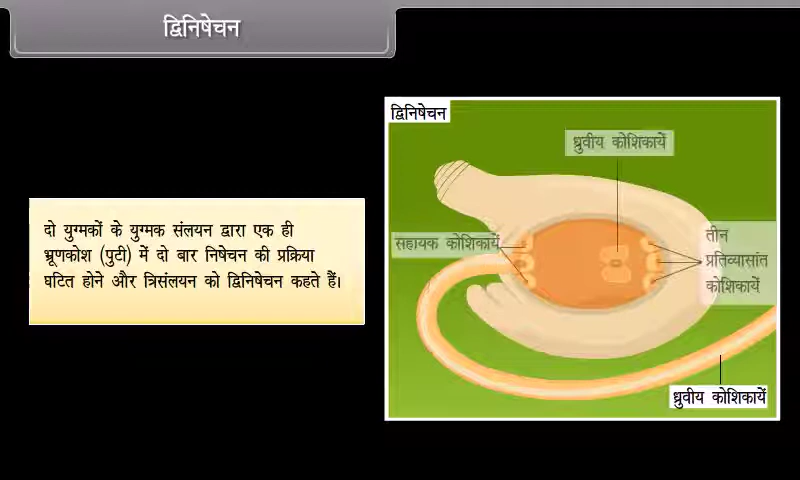 द्विनिषेचन
द्विनिषेचन
ध्रुवीय कोशिकायें
दो युग्मकों के युग्मक संलयन द्वारा एक ही
भ्रूणकोश (पुटी) में दो बार निषेचन की प्रक्रिया
घटित होने और त्रिसंलयन को द्विनिषेचन कहते हैं।
सहायक कोशिकायें
तीन
प्रतिव्यासांत
कोशिकायें
ध्रुवीय कोशिकायें